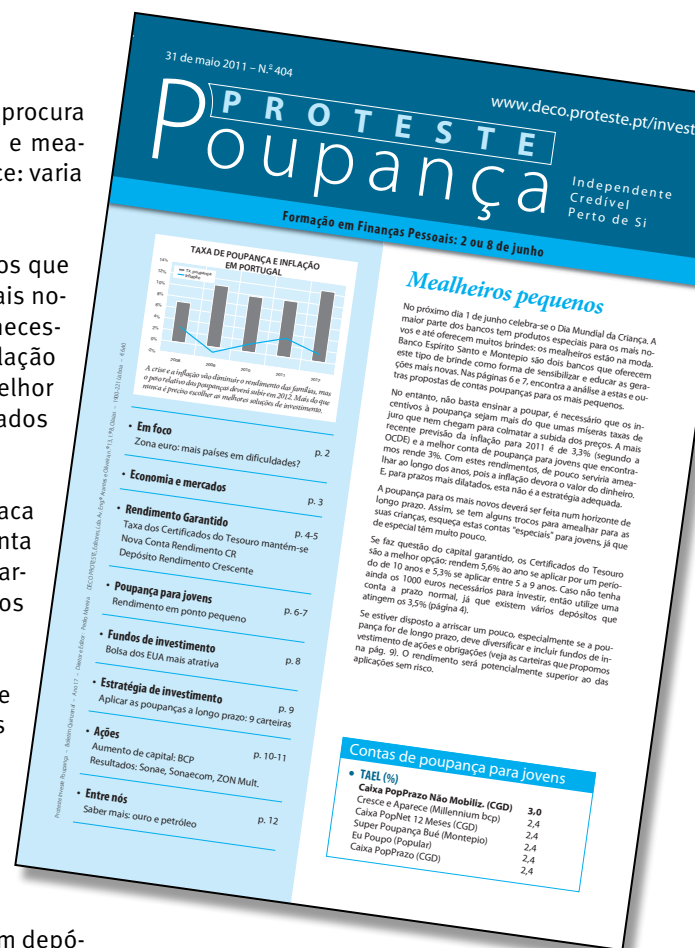 procura
e mea-
ce: varia
os que
ais no-
neces-
lação
elhor
ados
aca
nta
ar-
os
e
s
m depó-
31 de maio 2011 – N.º 404
www.deco.proteste.pt/invest
PROTESTE
Poupança
Independente
Credível
Perto de Si
Formação em Finanças Pessoais: 2 ou 8 de junho
TAXA DE POUPANÇA E INFLAÇÃO
EM PORTUGAL
14%
12%
10%
8%
6%
4%
2%
0%
-2%
Tx. poupança
Inflação
2008
2009
2010
2011
2012
A crise e a inflação vão diminuir o rendimento das famílias, mas
o peso relativo das poupanças deverá subir em 2012. Mais do que
nunca é preciso escolher as melhores soluções de investimento.
• Em foco
Zona euro: mais países em dificuldades? p. 2
• Economia e mercados p. 3
• Rendimento Garantido p. 4-5
Taxa dos Certificados do Tesouro mantém-se
Nova Conta Rendimento CR
Depósito Rendimento Crescente
• Poupança para jovens p. 6-7
Rendimento em ponto pequeno
• Fundos de investimento p. 8
Bolsa dos EUA mais atrativa
• Estratégia de investimento p. 9
Aplicar as poupanças a longo prazo: 9 carteiras
• Ações p. 10-11
Aumento de capital: BCP
Resultados: Sonae, Sonaecom, ZON Mult.
• Entre nós p. 12
Saber mais: ouro e petróleo
Mealheiros pequenos
No próximo dia 1 de junho celebra-se o Dia Mundial da Criança. A
maior parte dos bancos tem produtos especiais para os mais no-
vos e até oferecem muitos brindes: os mealheiros estão na moda.
Banco Espírito Santo e Montepio são dois bancos que oferecem
este tipo de brinde como forma de sensibilizar e educar as gera-
ções mais novas. Nas páginas 6 e 7, encontra a análise a estas e ou-
tras propostas de contas poupanças para os mais pequenos.
No entanto, não basta ensinar a poupar, é necessário que os in-
centivos à poupança sejam mais do que umas míseras taxas de
juro que nem chegam para colmatar a subida dos preços. A mais
recente previsão da inflação para 2011 é de 3,3% (segundo a
OCDE) e a melhor conta de poupança para jovens que encontra-
mos rende 3%. Com estes rendimentos, de pouco serviria amea-
lhar ao longo dos anos, pois a inflação devora o valor do dinheiro.
E, para prazos mais dilatados, esta não é a estratégia adequada.
A poupança para os mais novos deverá ser feita num horizonte de
longo prazo. Assim, se tem alguns trocos para amealhar para as
suas crianças, esqueça estas contas "especiais" para jovens, já que
de especial têm muito pouco.
Se faz questão do capital garantido, os Certificados do Tesouro
são a melhor opção: rendem 5,6% ao ano se aplicar por um perío-
do de 10 anos e 5,3% se aplicar entre 5 a 9 anos. Caso não tenha
ainda os 1000 euros necessários para investir, então utilize uma
conta a prazo normal, já que existem vários depósitos que
atingem os 3,5% (página 4).
Se estiver disposto a arriscar um pouco, especialmente se a pou-
pança for de longo prazo, deve diversificar e incluir fundos de in-
vestimento de ações e obrigações (veja as carteiras que propomos
na pág. 9). O rendimento será potencialmente superior ao das
aplicações sem risco.
Contas de poupança para jovens
• TAEL (%)
Caixa PopPrazo Não Mobiliz. (CGD) 3,0
Cresce e Aparece (Millennium bcp) 2,4
Caixa PopNet 12 Meses (CGD) 2,4
Super Poupança Bué (Montepio) 2,4
Eu Poupo (Popular) 2,4
Caixa PopPrazo (CGD) 2,4